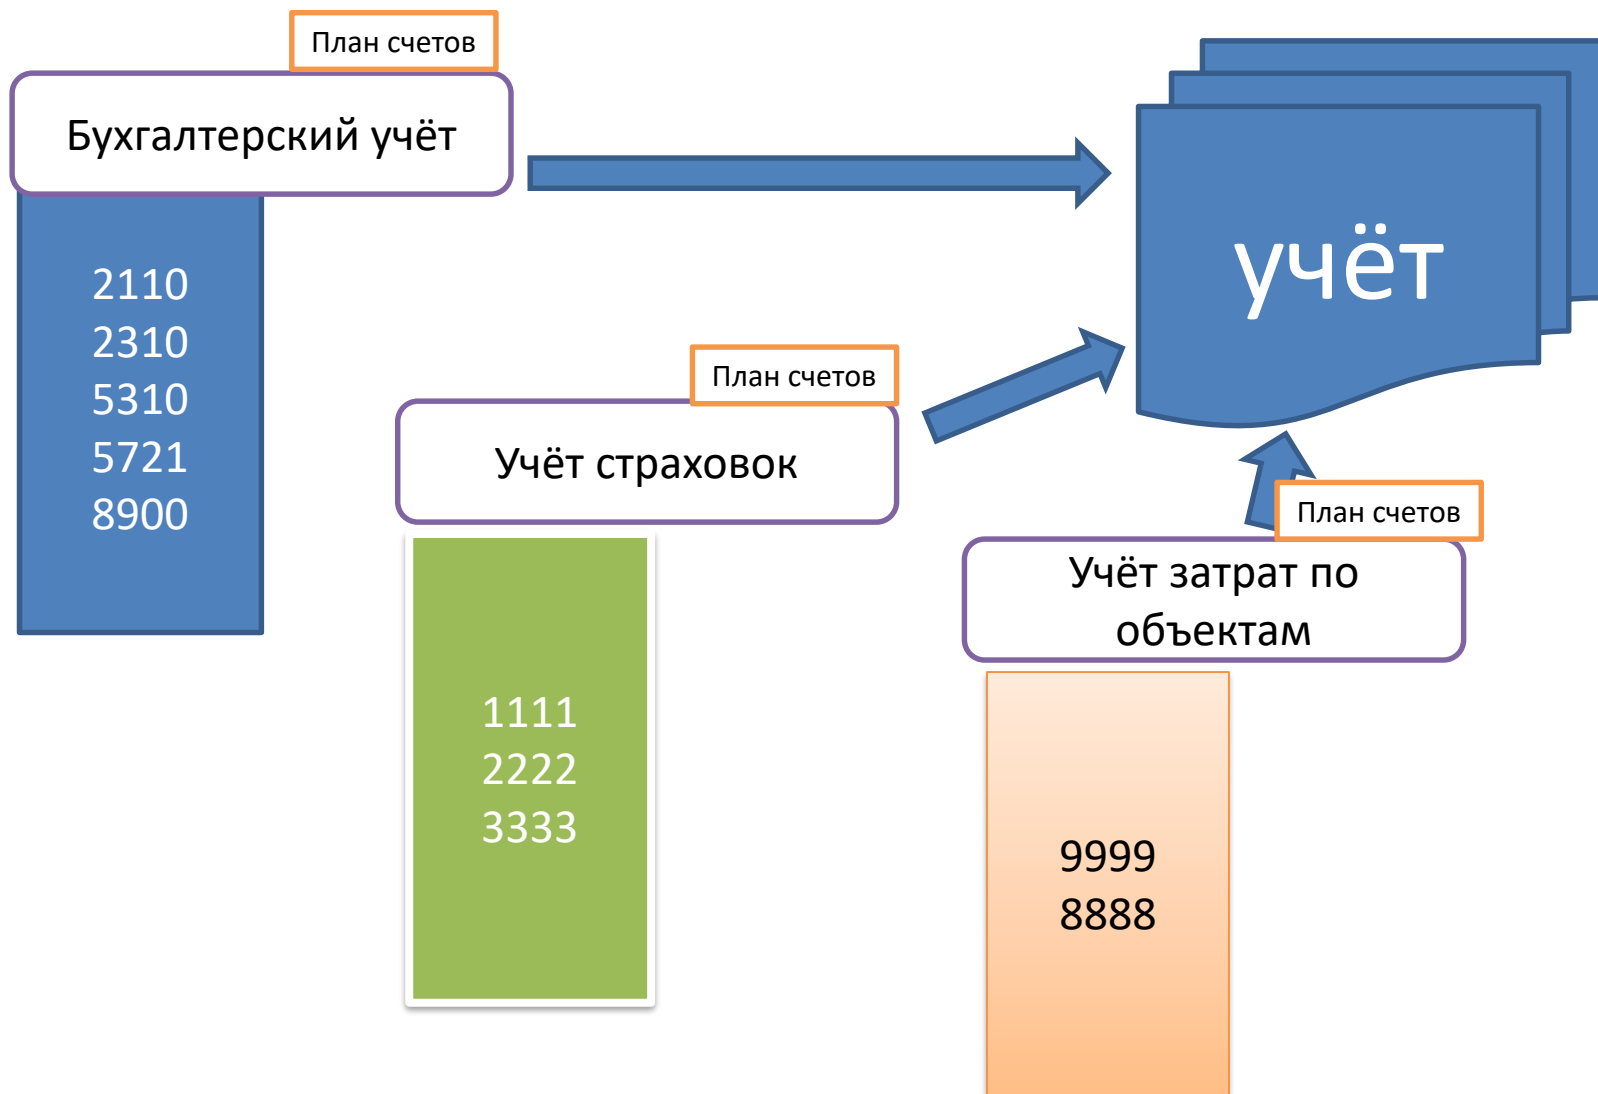 План счетов
Бухгалтерский учёт
2110
2310
5310
5721
8900
учёт
План счетов
Учёт страховок
1111
2222
3333
План счетов
Учёт затрат по
объектам
9999
8888